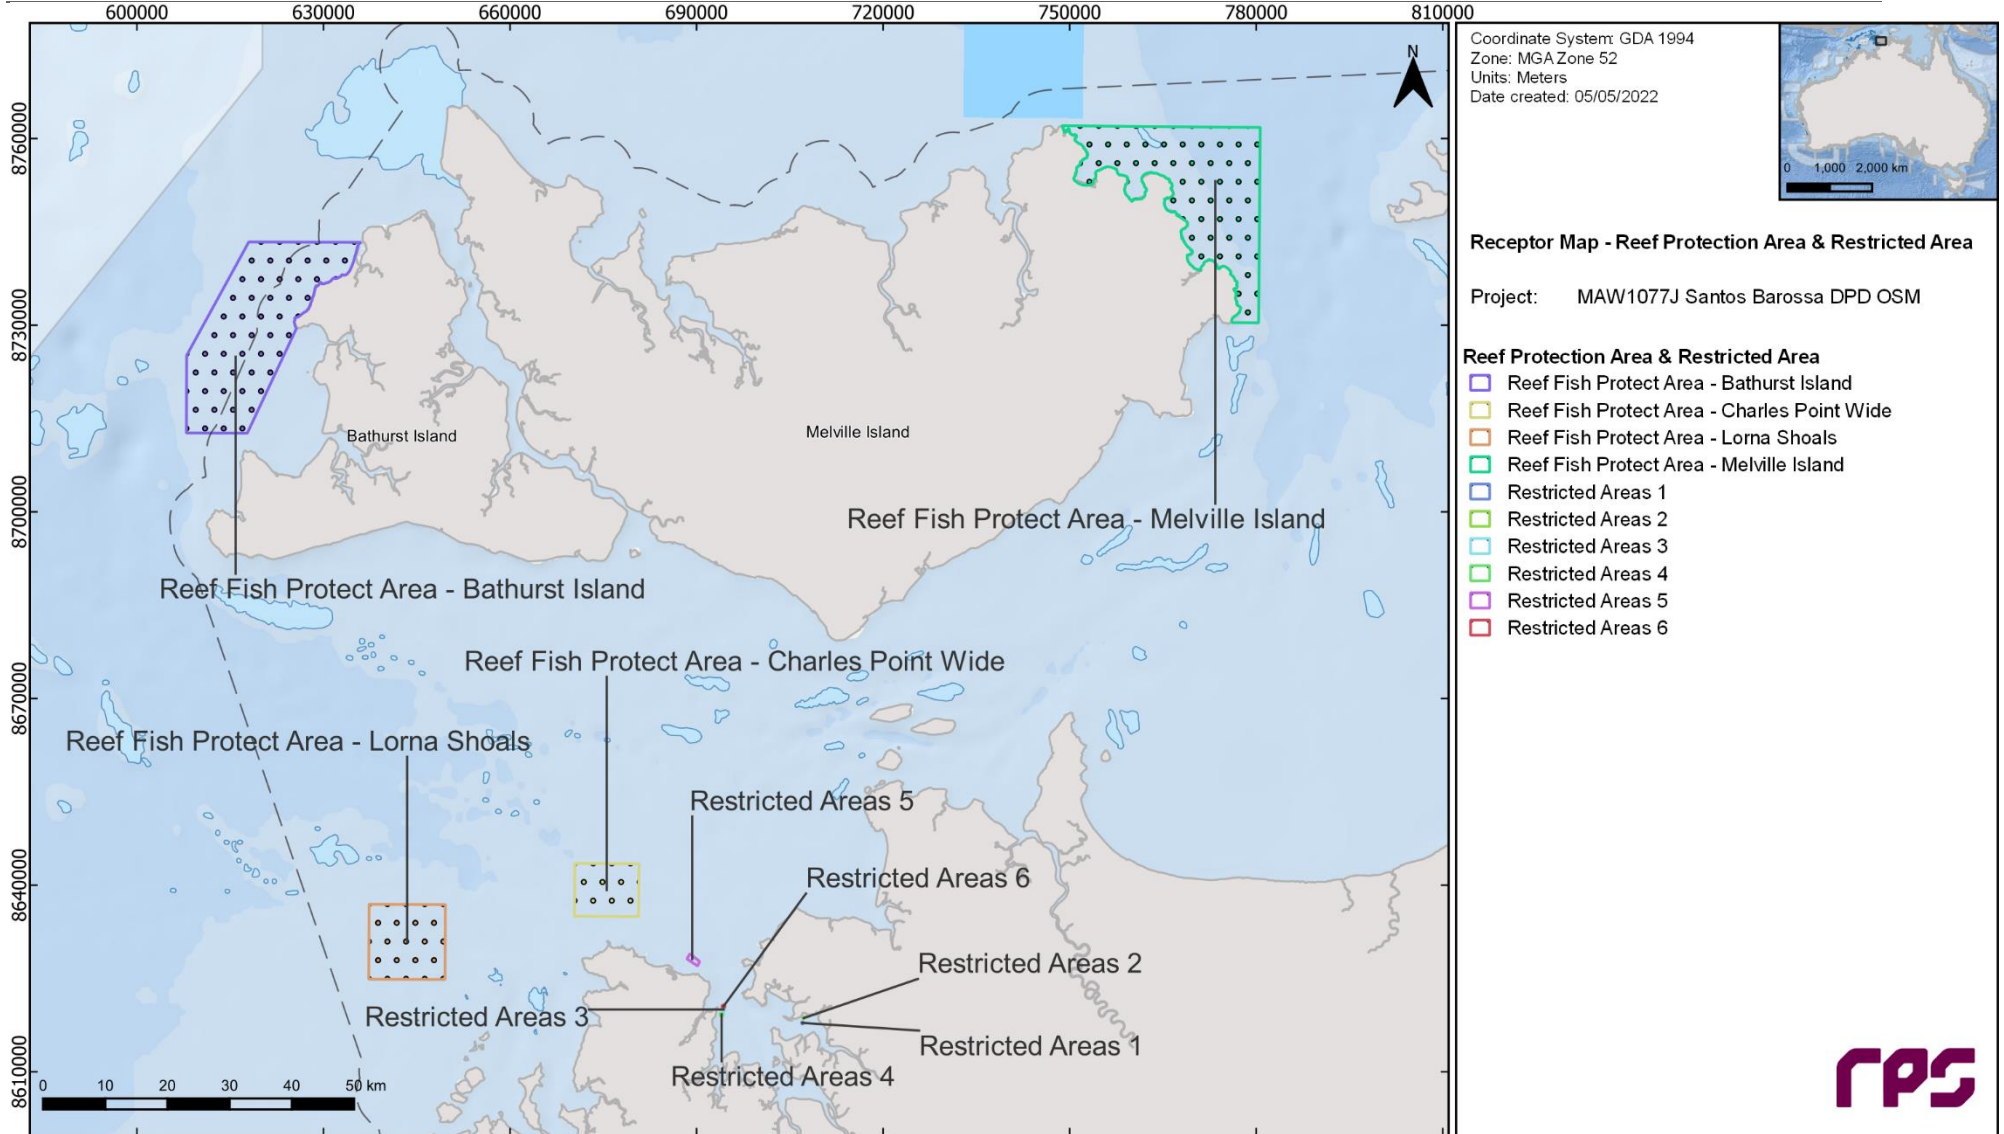 600000 630000 660000 690000 720000 750000 780000 810000
8760000
8730000
8700000
8670000
8640000
8610000
N
Bathurst Island
Melville Island
Reef Fish Protect Area - Melville Island
Reef Fish Protect Area - Bathurst Island
Reef Fish Protect Area - Charles Point Wide
Reef Fish Protect Area - Lorna Shoals
Restricted Areas 5
Restricted Areas 6
Restricted Areas 2
Restricted Areas 3
Restricted Areas 1
Restricted Areas 4
0 10 20 30 40 50 km
Coordinate System: GDA 1994
Zone: MGA Zone 52
Units: Meters
Date created: 05/05/2022
0 1,000 2,000 km
Receptor Map - Reef Protection Area & Restricted Area
Project: MAW1077J Santos Barossa DPD OSM
Reef Protection Area & Restricted Area
Reef Fish Protect Area - Bathurst Island
Reef Fish Protect Area - Charles Point Wide
Reef Fish Protect Area - Lorna Shoals
Reef Fish Protect Area - Melville Island
Restricted Areas 1
Restricted Areas 2
Restricted Areas 3
Restricted Areas 4
Restricted Areas 5
Restricted Areas 6
rps